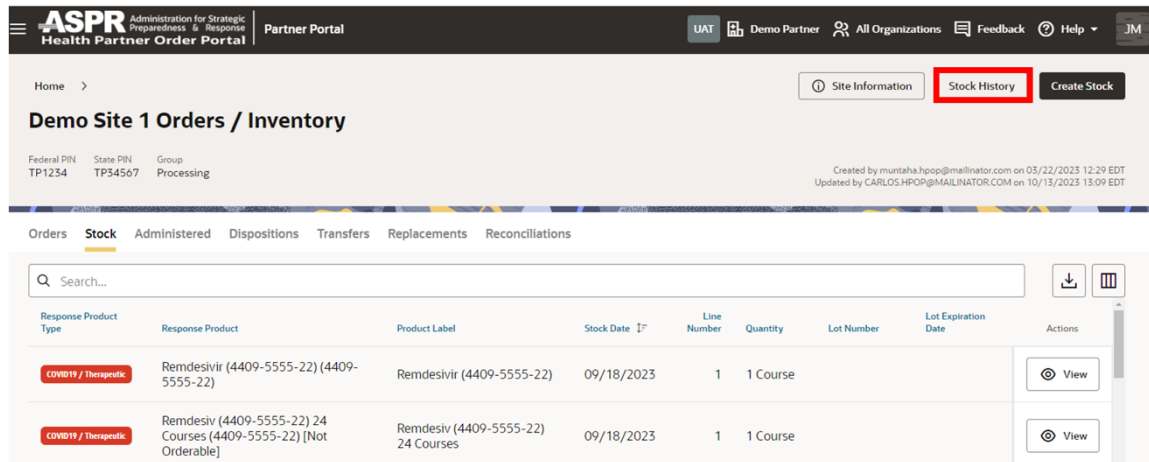 ASPR Administration for Strategic
Preparedness & Response
Health Partner Order Portal
Partner Portal
UAT
Demo Partner
All Organizations
Feedback
? Help
JM
Home >
Site Information
Stock History
Create Stock
Demo Site 1 Orders / Inventory
Federal PIN State PIN Group
TP1234 TP34567 Processing
Created by muntaha.hpop@mailinator.com on 03/22/2023 12:29 EDT
Updated by CARLOS.HPOP@MAILINATOR.COM on 10/13/2023 13:09 EDT
Orders Stock Administered Dispositions Transfers Replacements Reconciliations
Search...
Response Product
Type
Response Product
Product Label
Stock Date
Line
Number
Quantity
Lot Number
Lot Expiration
Date
Actions
COVID19 / Therapeutic
Remdesivir (4409-5555-22) (4409-
5555-22)
Remdesivir (4409-5555-22)
09/18/2023
1
1 Course
View
COVID19 / Therapeutic
Remdesiv (4409-5555-22) 24
Courses (4409-5555-22) [Not
Orderable]
Remdesiv (4409-5555-22)
24 Courses
09/18/2023
1
1 Course
View